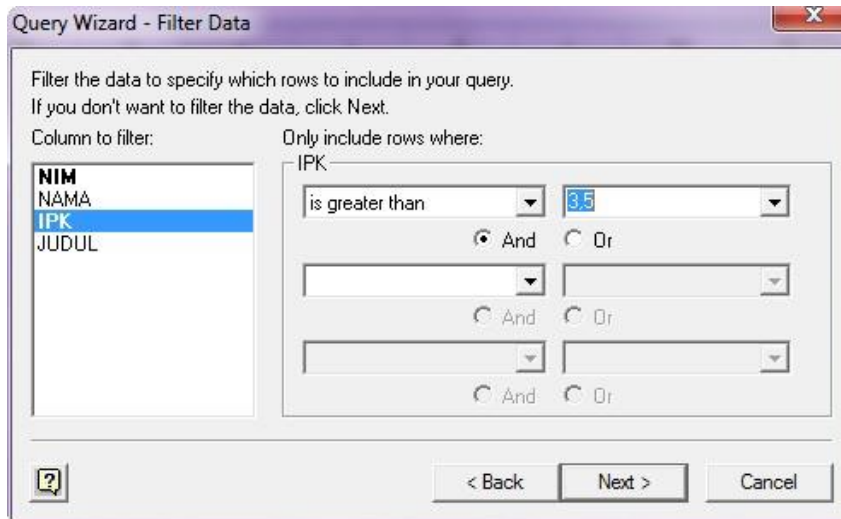 Query Wizard - Filter Data
Filter the data to specify which rows to include in your query.
If you don't want to filter the data, click Next.
Column to filter:
Only include rows where:
NIM
NAMA
IPK
JUDUL
IPK
is greater than
3,5
And
Or
And
Or
And
Or
< Back
Next >
Cancel